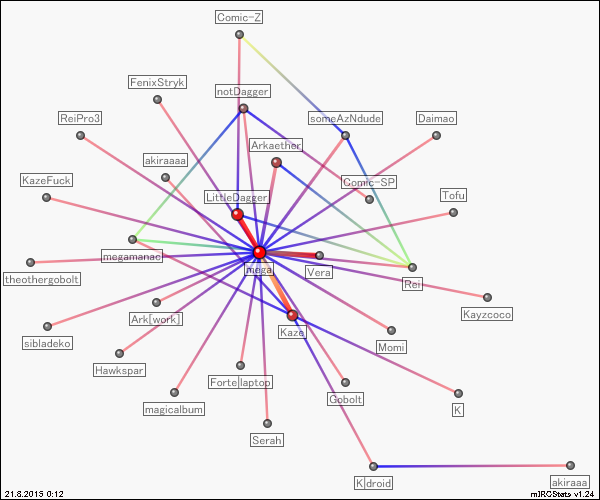 Comic-Z
FenixStryk
notDagger
ReiPro3
someAzNdude
Daimao
Arkaether
akiraaaa
KazeFuck
Comic-SP
LittleDagger
Tofu
megamanac
mega
Vera
theothergobolt
Rei
Ark[work]
Kayzcoco
Kaze
sibladeko
Momi
Hawkspar
Forte|laptop
Gobolt
magicalbum
K
Serah
K|droid
akiraaa
21.8.2013 0:12
mIRCStats v1.24